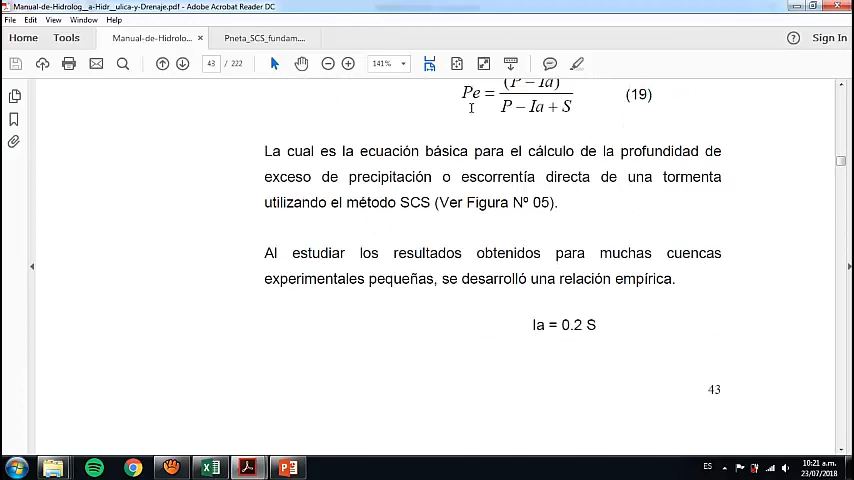 Manual-de-Hidrolog__a-Hidr__ulica-y-Drenaje.pdf - Adobe Acrobat Reader DC
File Edit View Window Help
Home Tools Manual-de-Hidrolo... × Pneta_SCS_fundam.... Sign In
43 / 222 141%
Pe = (P − Ia) / P − Ia + S (19)
La cual es la ecuación básica para el cálculo de la profundidad de
exceso de precipitación o escorrentía directa de una tormenta
utilizando el método SCS (Ver Figura Nº 05).
Al estudiar los resultados obtenidos para muchas cuencas
experimentales pequeñas, se desarrolló una relación empírica.
Ia = 0.2 S
43
ES 10:21 a.m.
23/07/2018